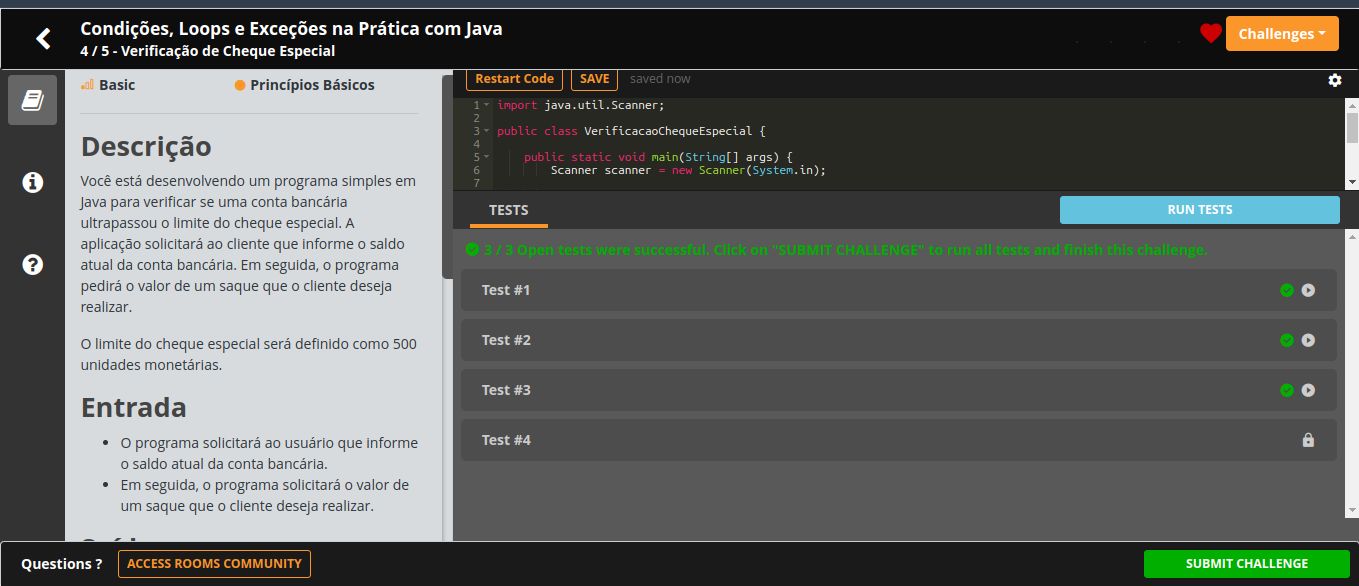 Condições, Loops e Exceções na Prática com Java
4 / 5 - Verificação de Cheque Especial
Challenges
Basic
Princípios Básicos
Descrição
Você está desenvolvendo um programa simples em
Java para verificar se uma conta bancária
ultrapassou o limite do cheque especial. A
aplicação solicitará ao cliente que informe o saldo
atual da conta bancária. Em seguida, o programa
pedirá o valor de um saque que o cliente deseja
realizar.
O limite do cheque especial será definido como 500
unidades monetárias.
Entrada
• O programa solicitará ao usuário que informe
o saldo atual da conta bancária.
• Em seguida, o programa solicitará o valor de
um saque que o cliente deseja realizar.
Restart Code
SAVE
saved now
1 import java.util.Scanner;
2
3 public class VerificacaoChequeEspecial {
4
5 public static void main(String[] args) {
6 Scanner scanner = new Scanner(System.in);
7
TESTS
RUN TESTS
3 / 3 Open tests were successful. Click on "SUBMIT CHALLENGE" to run all tests and finish this challenge.
Test #1
Test #2
Test #3
Test #4
Questions ?
ACCESS ROOMS COMMUNITY
SUBMIT CHALLENGE